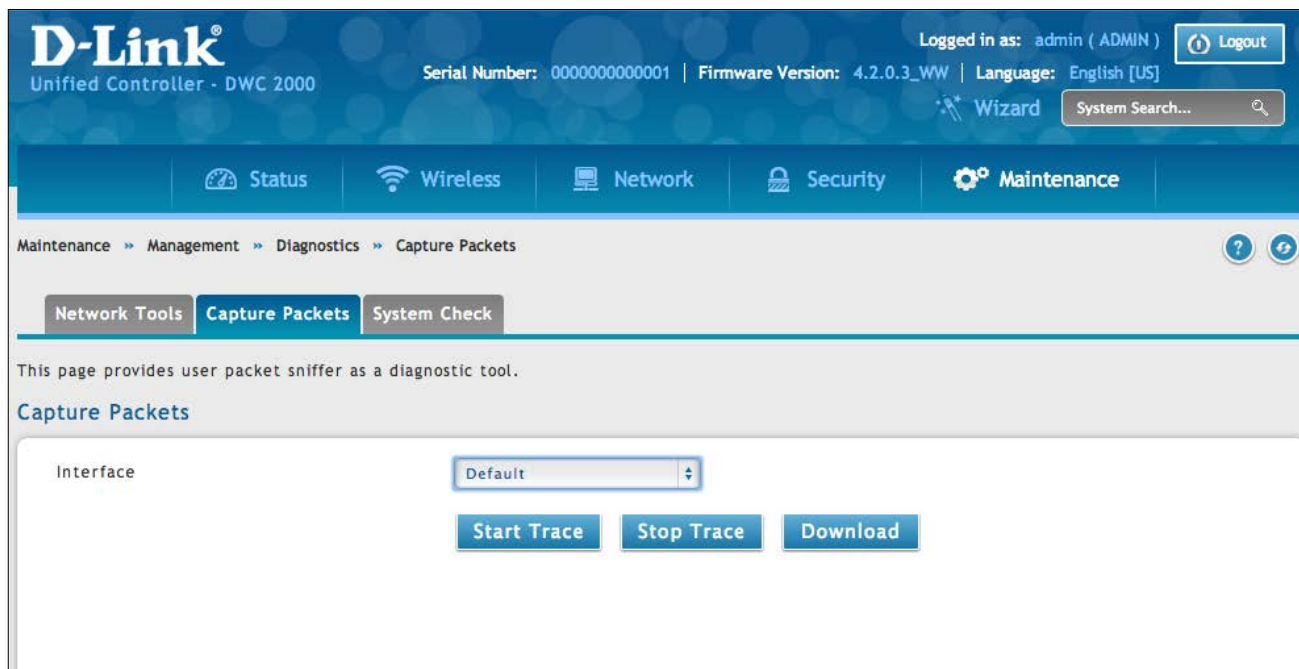 D-Link®
Unified Controller - DWC 2000
Logged in as: admin ( ADMIN )
Logout
Serial Number: 0000000000001 | Firmware Version: 4.2.0.3_WW | Language: English [US]
Wizard
System Search...
Status
Wireless
Network
Security
Maintenance
Maintenance » Management » Diagnostics » Capture Packets
?
Network Tools
Capture Packets
System Check
This page provides user packet sniffer as a diagnostic tool.
Capture Packets
Interface
Default
Start Trace
Stop Trace
Download